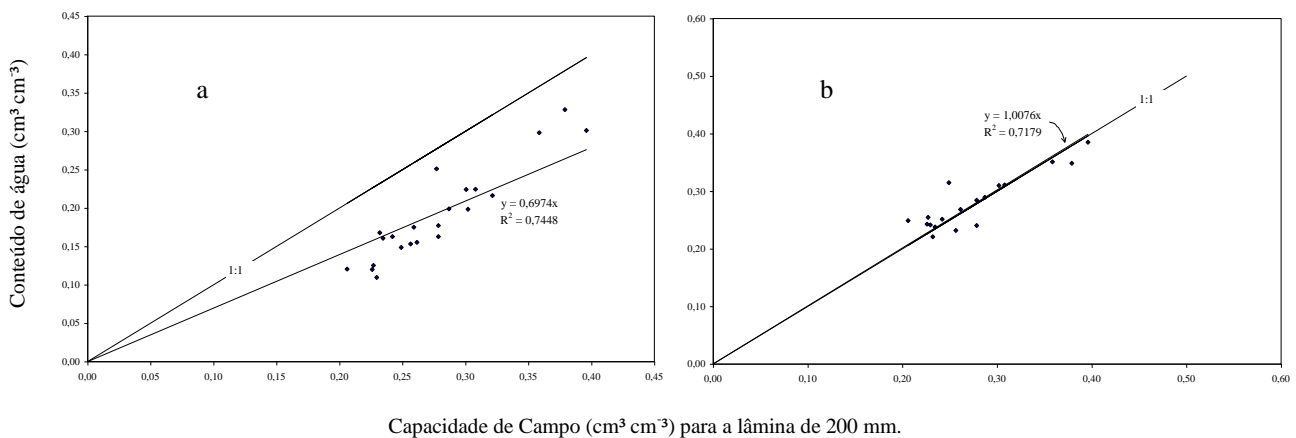 Conteúdo de água (cm³ cm⁻³)
0,45
0,40
0,35
0,30
0,25
0,20
0,15
0,10
0,05
0,00
a
1:1
y = 0,6974x
R² = 0,7448
0,00 0,05 0,10 0,15 0,20 0,25 0,30 0,35 0,40 0,45
0,60
0,50
0,40
0,30
0,20
0,10
0,00
b
1:1
y = 1,0076x
R² = 0,7179
0,00 0,10 0,20 0,30 0,40 0,50 0,60
Capacidade de Campo (cm³ cm⁻³) para a lâmina de 200 mm.